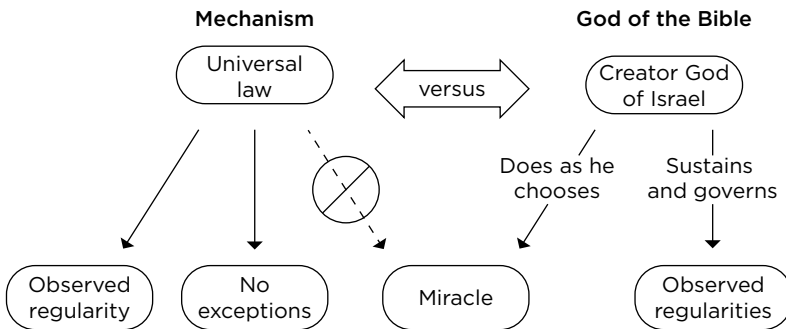 Mechanism
God of the Bible
Universal
law
versus
Creator God
of Israel
Does as he
chooses
Sustains
and governs
Observed
regularity
No
exceptions
Miracle
Observed
regularities